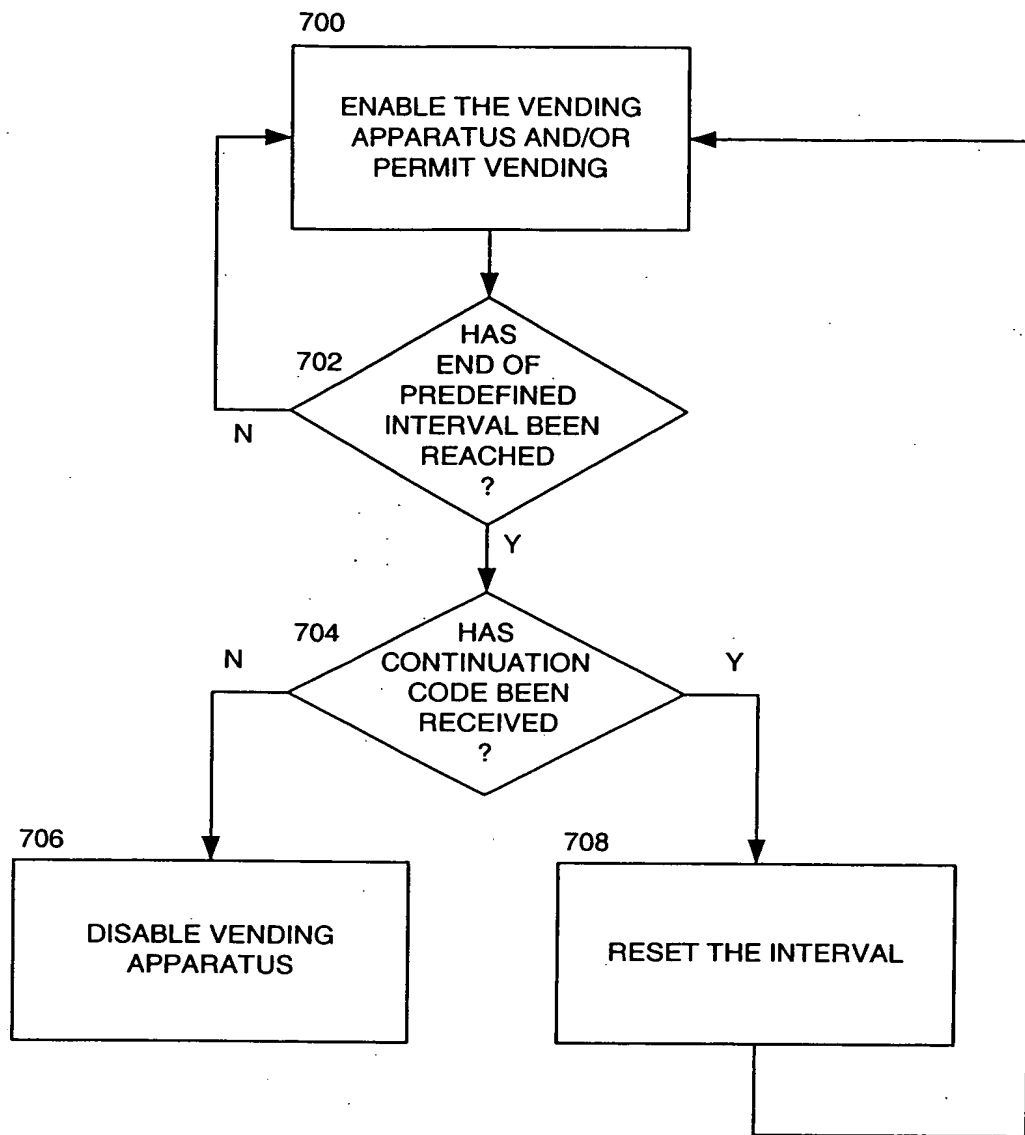 700
ENABLE THE VENDING
APPARATUS AND/OR
PERMIT VENDING
702
HAS
END OF
PREDEFINED
INTERVAL BEEN
REACHED
?
N
Y
704
HAS
CONTINUATION
CODE BEEN
RECEIVED
?
N
Y
706
DISABLE VENDING
APPARATUS
708
RESET THE INTERVAL